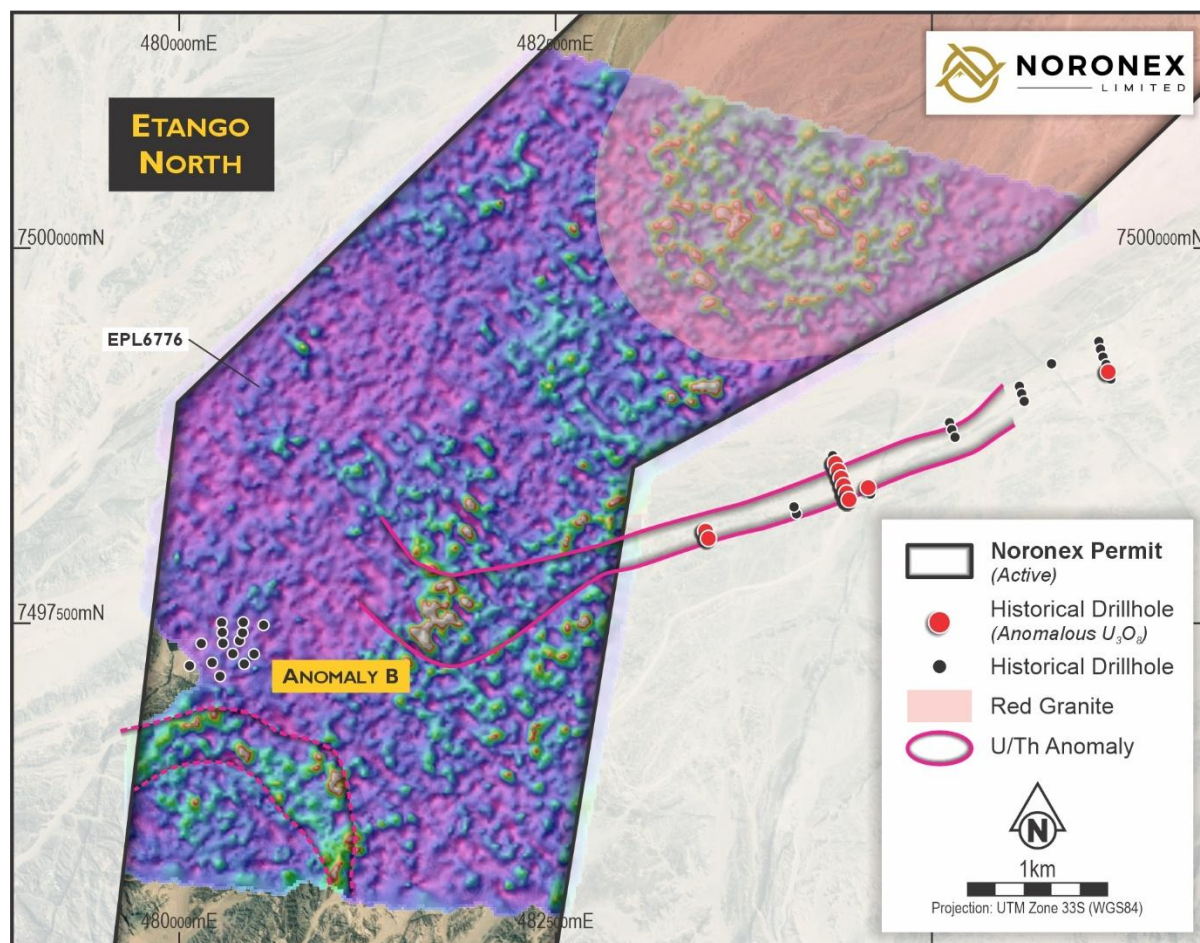 480000mE
482500mE
NORONEX
LIMITED
ETANGO
NORTH
7500000mN
7500000mN
EPL6776
7497500mN
ANOMALY B
Noronex Permit
(Active)
Historical Drillhole
(Anomalous U₃O₈)
Historical Drillhole
Red Granite
U/Th Anomaly
N
1km
Projection: UTM Zone 33S (WGS84)
480000mE
482500mE